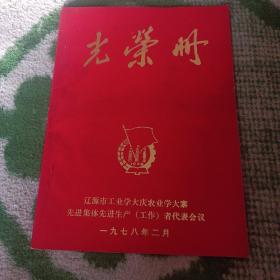 光荣册
辽源市工业学大庆农业学大寨
先进集体先进生产（工作）者代表会议
一九七八年二月